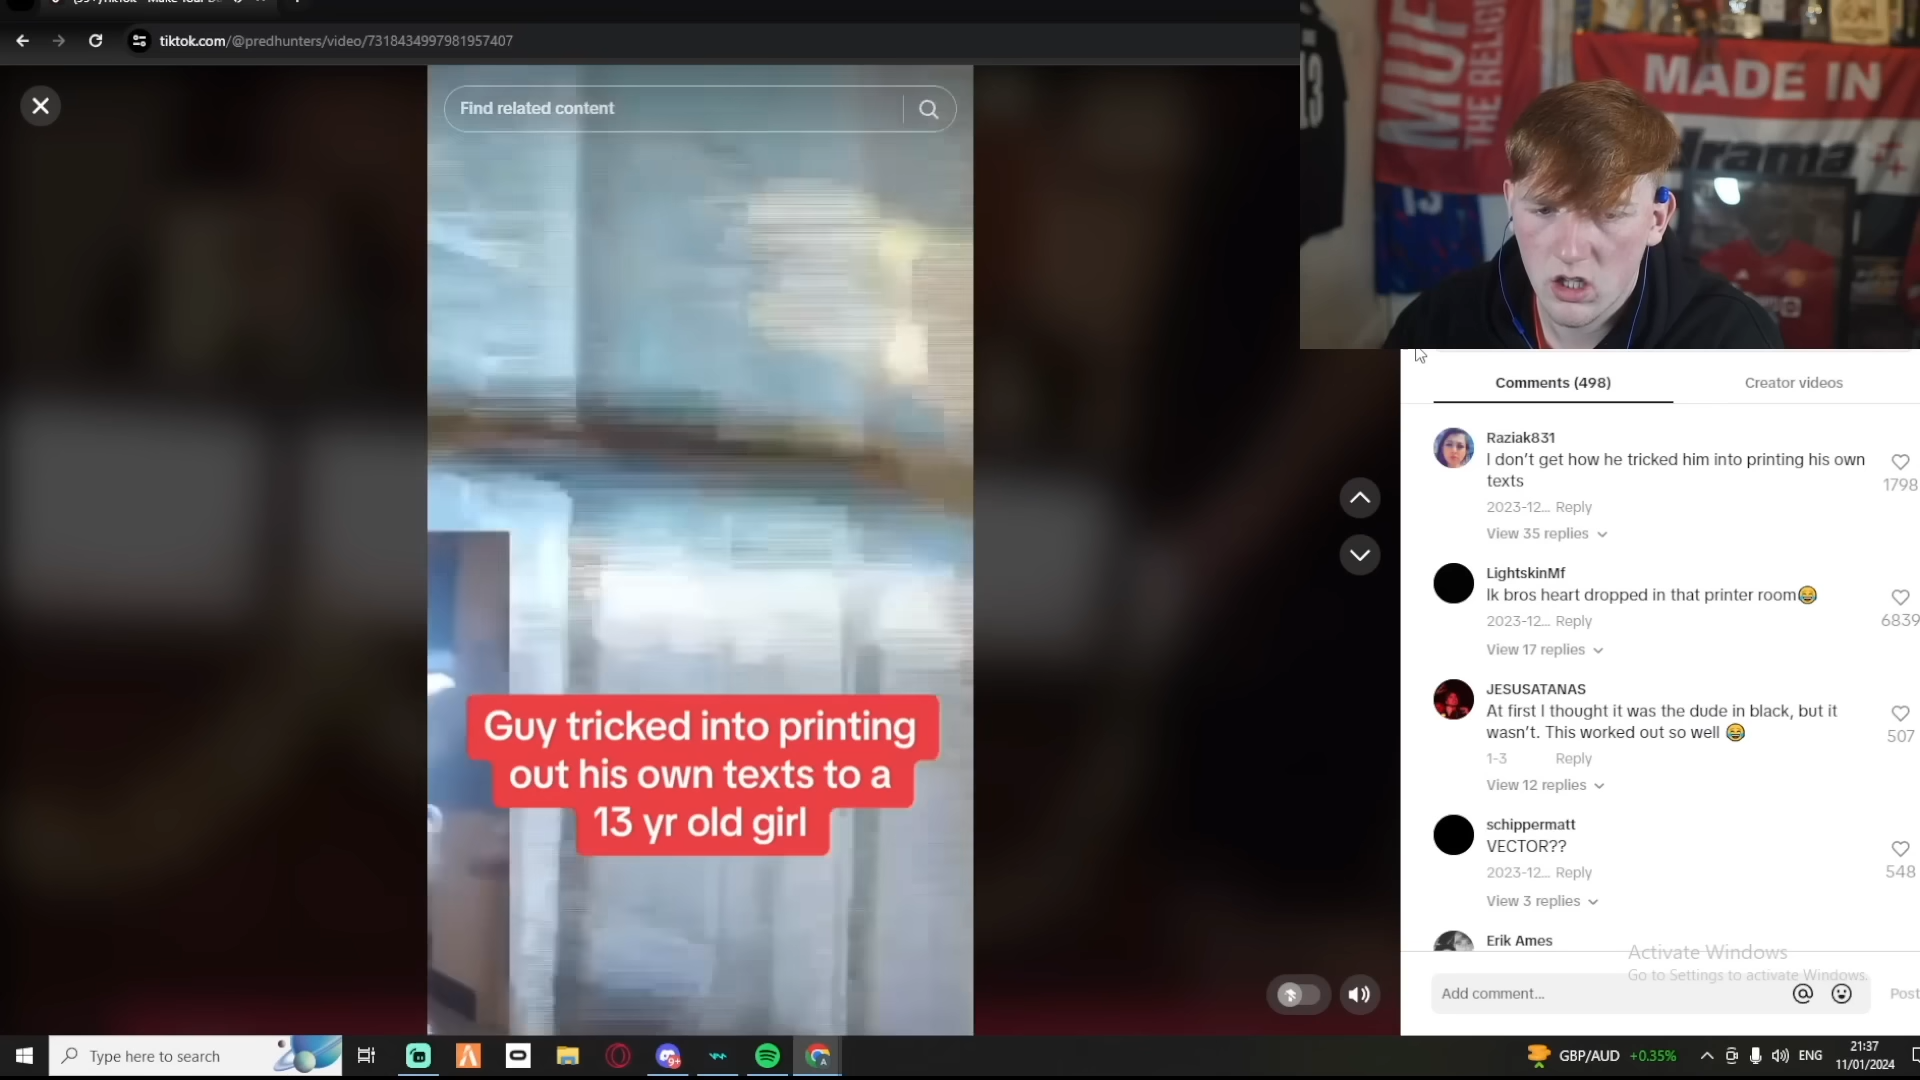 tiktok.com/@predhunters/video/7318434997981957407
Find related content
MUF
THE RELIG
MADE IN
drama
13
Comments (498)
Creator videos
Raziak831
I don't get how he tricked him into printing his own
texts
1798
2023-12... Reply
View 35 replies
LightskinMf
Ik bros heart dropped in that printer room😂
6839
2023-12... Reply
View 17 replies
JESUSATANAS
At first I thought it was the dude in black, but it
wasn't. This worked out so well 😂
507
1-3 Reply
View 12 replies
schippermatt
VECTOR??
548
2023-12... Reply
View 3 replies
Erik Ames
Guy tricked into printing
out his own texts to a
13 yr old girl
Activate Windows
Go to Settings to activate Windows.
Add comment...
Post
Type here to search
9+
GBP/AUD +0.35%
ENG
21:37
11/01/2024